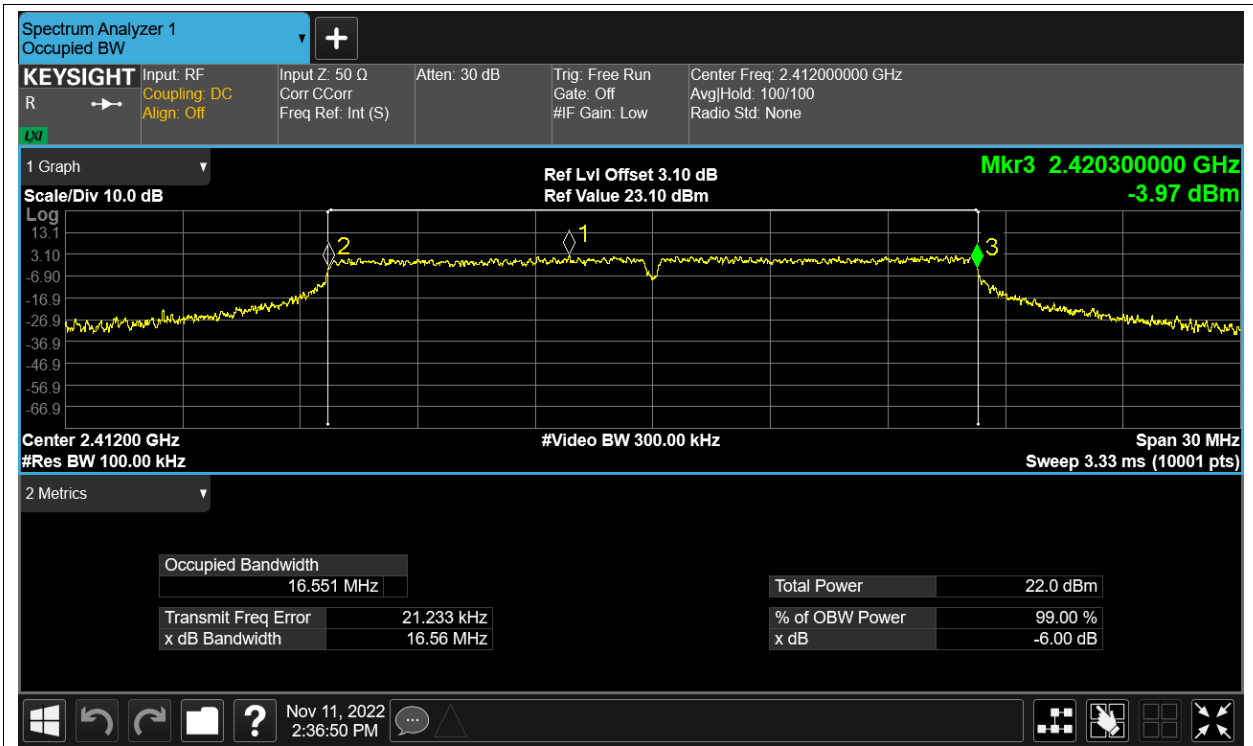 Spectrum Analyzer 1
Occupied BW
KEYSIGHT
R
LXI
Input: RF
Coupling: DC
Align: Off
Input Z: 50 Ω
Corr CCorr
Freq Ref: Int (S)
Atten: 30 dB
Trig: Free Run
Gate: Off
#IF Gain: Low
Center Freq: 2.412000000 GHz
Avg|Hold: 100/100
Radio Std: None
1 Graph
Scale/Div 10.0 dB
Ref Lvl Offset 3.10 dB
Ref Value 23.10 dBm
Mkr3 2.420300000 GHz
-3.97 dBm
Log
13.1
3.10
-6.90
-16.9
-26.9
-36.9
-46.9
-56.9
-66.9
2
1
3
Center 2.41200 GHz
#Res BW 100.00 kHz
#Video BW 300.00 kHz
Span 30 MHz
Sweep 3.33 ms (10001 pts)
2 Metrics
Occupied Bandwidth
16.551 MHz
Transmit Freq Error 21.233 kHz
x dB Bandwidth 16.56 MHz
Total Power 22.0 dBm
% of OBW Power 99.00 %
x dB -6.00 dB
?
Nov 11, 2022
2:36:50 PM